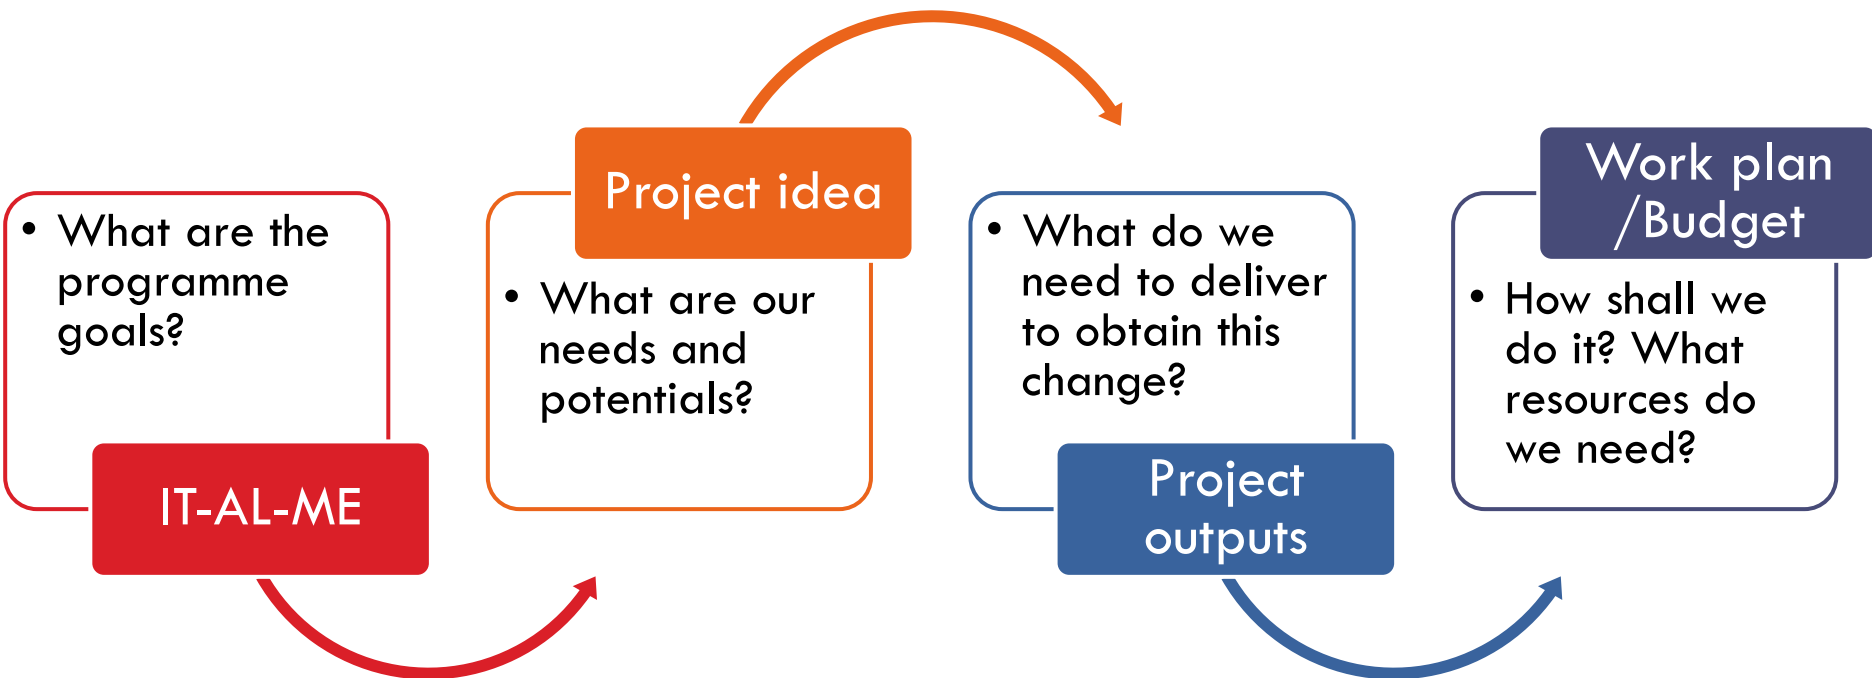 • What are the
programme
goals?
IT-AL-ME
Project idea
• What are our
needs and
potentials?
• What do we
need to deliver
to obtain this
change?
Project
outputs
Work plan
/Budget
• How shall we
do it? What
resources do
we need?